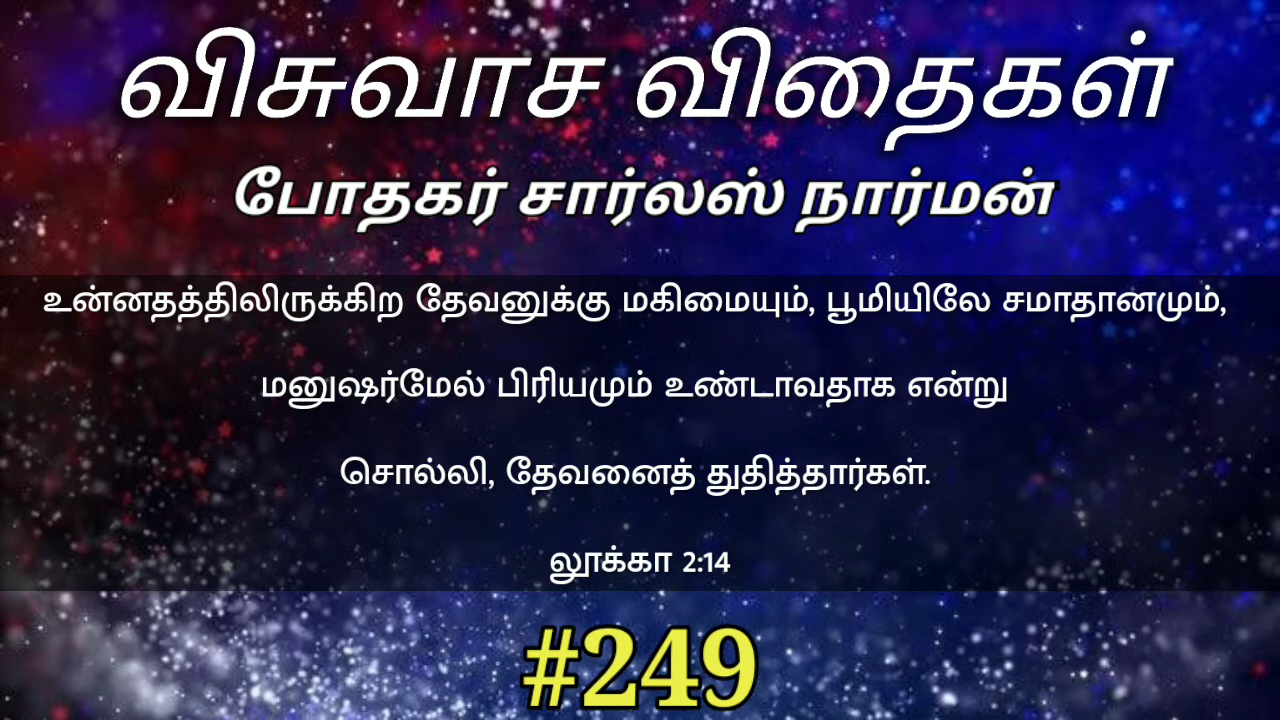 விசுவாச விதைகள்
போதகர் சார்லஸ் நார்மன்
உன்னதத்திலிருக்கிற தேவனுக்கு மகிமையும், பூமியிலே சமாதானமும்,
மனுஷர்மேல் பிரியமும் உண்டாவதாக என்று
சொல்லி, தேவனைத் துதித்தார்கள்.
லூக்கா 2:14
#249